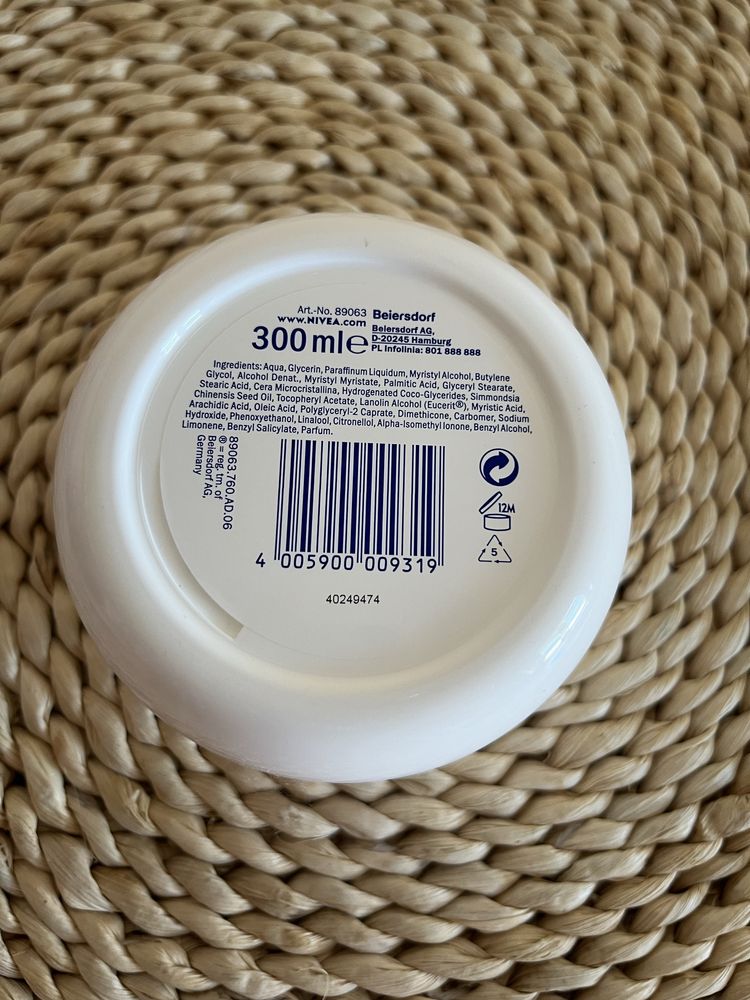 Art.-No. 89063
www.NIVEA.com
300 ml℮
Beiersdorf
Beiersdorf AG,
D-20245 Hamburg
PL Infolinia: 801 888 888
Ingredients: Aqua, Glycerin, Paraffinum Liquidum, Myristyl Alcohol, Butylene
Glycol, Alcohol Denat., Myristyl Myristate, Palmitic Acid, Glyceryl Stearate,
Stearic Acid, Cera Microcristallina, Hydrogenated Coco-Glycerides, Simmondsia
Chinensis Seed Oil, Tocopheryl Acetate, Lanolin Alcohol (Eucerit®), Myristic Acid,
Arachidic Acid, Oleic Acid, Polyglyceryl-2 Caprate, Dimethicone, Carbomer, Sodium
Hydroxide, Phenoxyethanol, Linalool, Citronellol, Alpha-Isomethyl Ionone, Benzyl Alcohol,
Limonene, Benzyl Salicylate, Parfum.
89063.760.AD.06
® = reg. tm. of
Beiersdorf AG,
Germany
12M
5
4 005900 009319
40249474